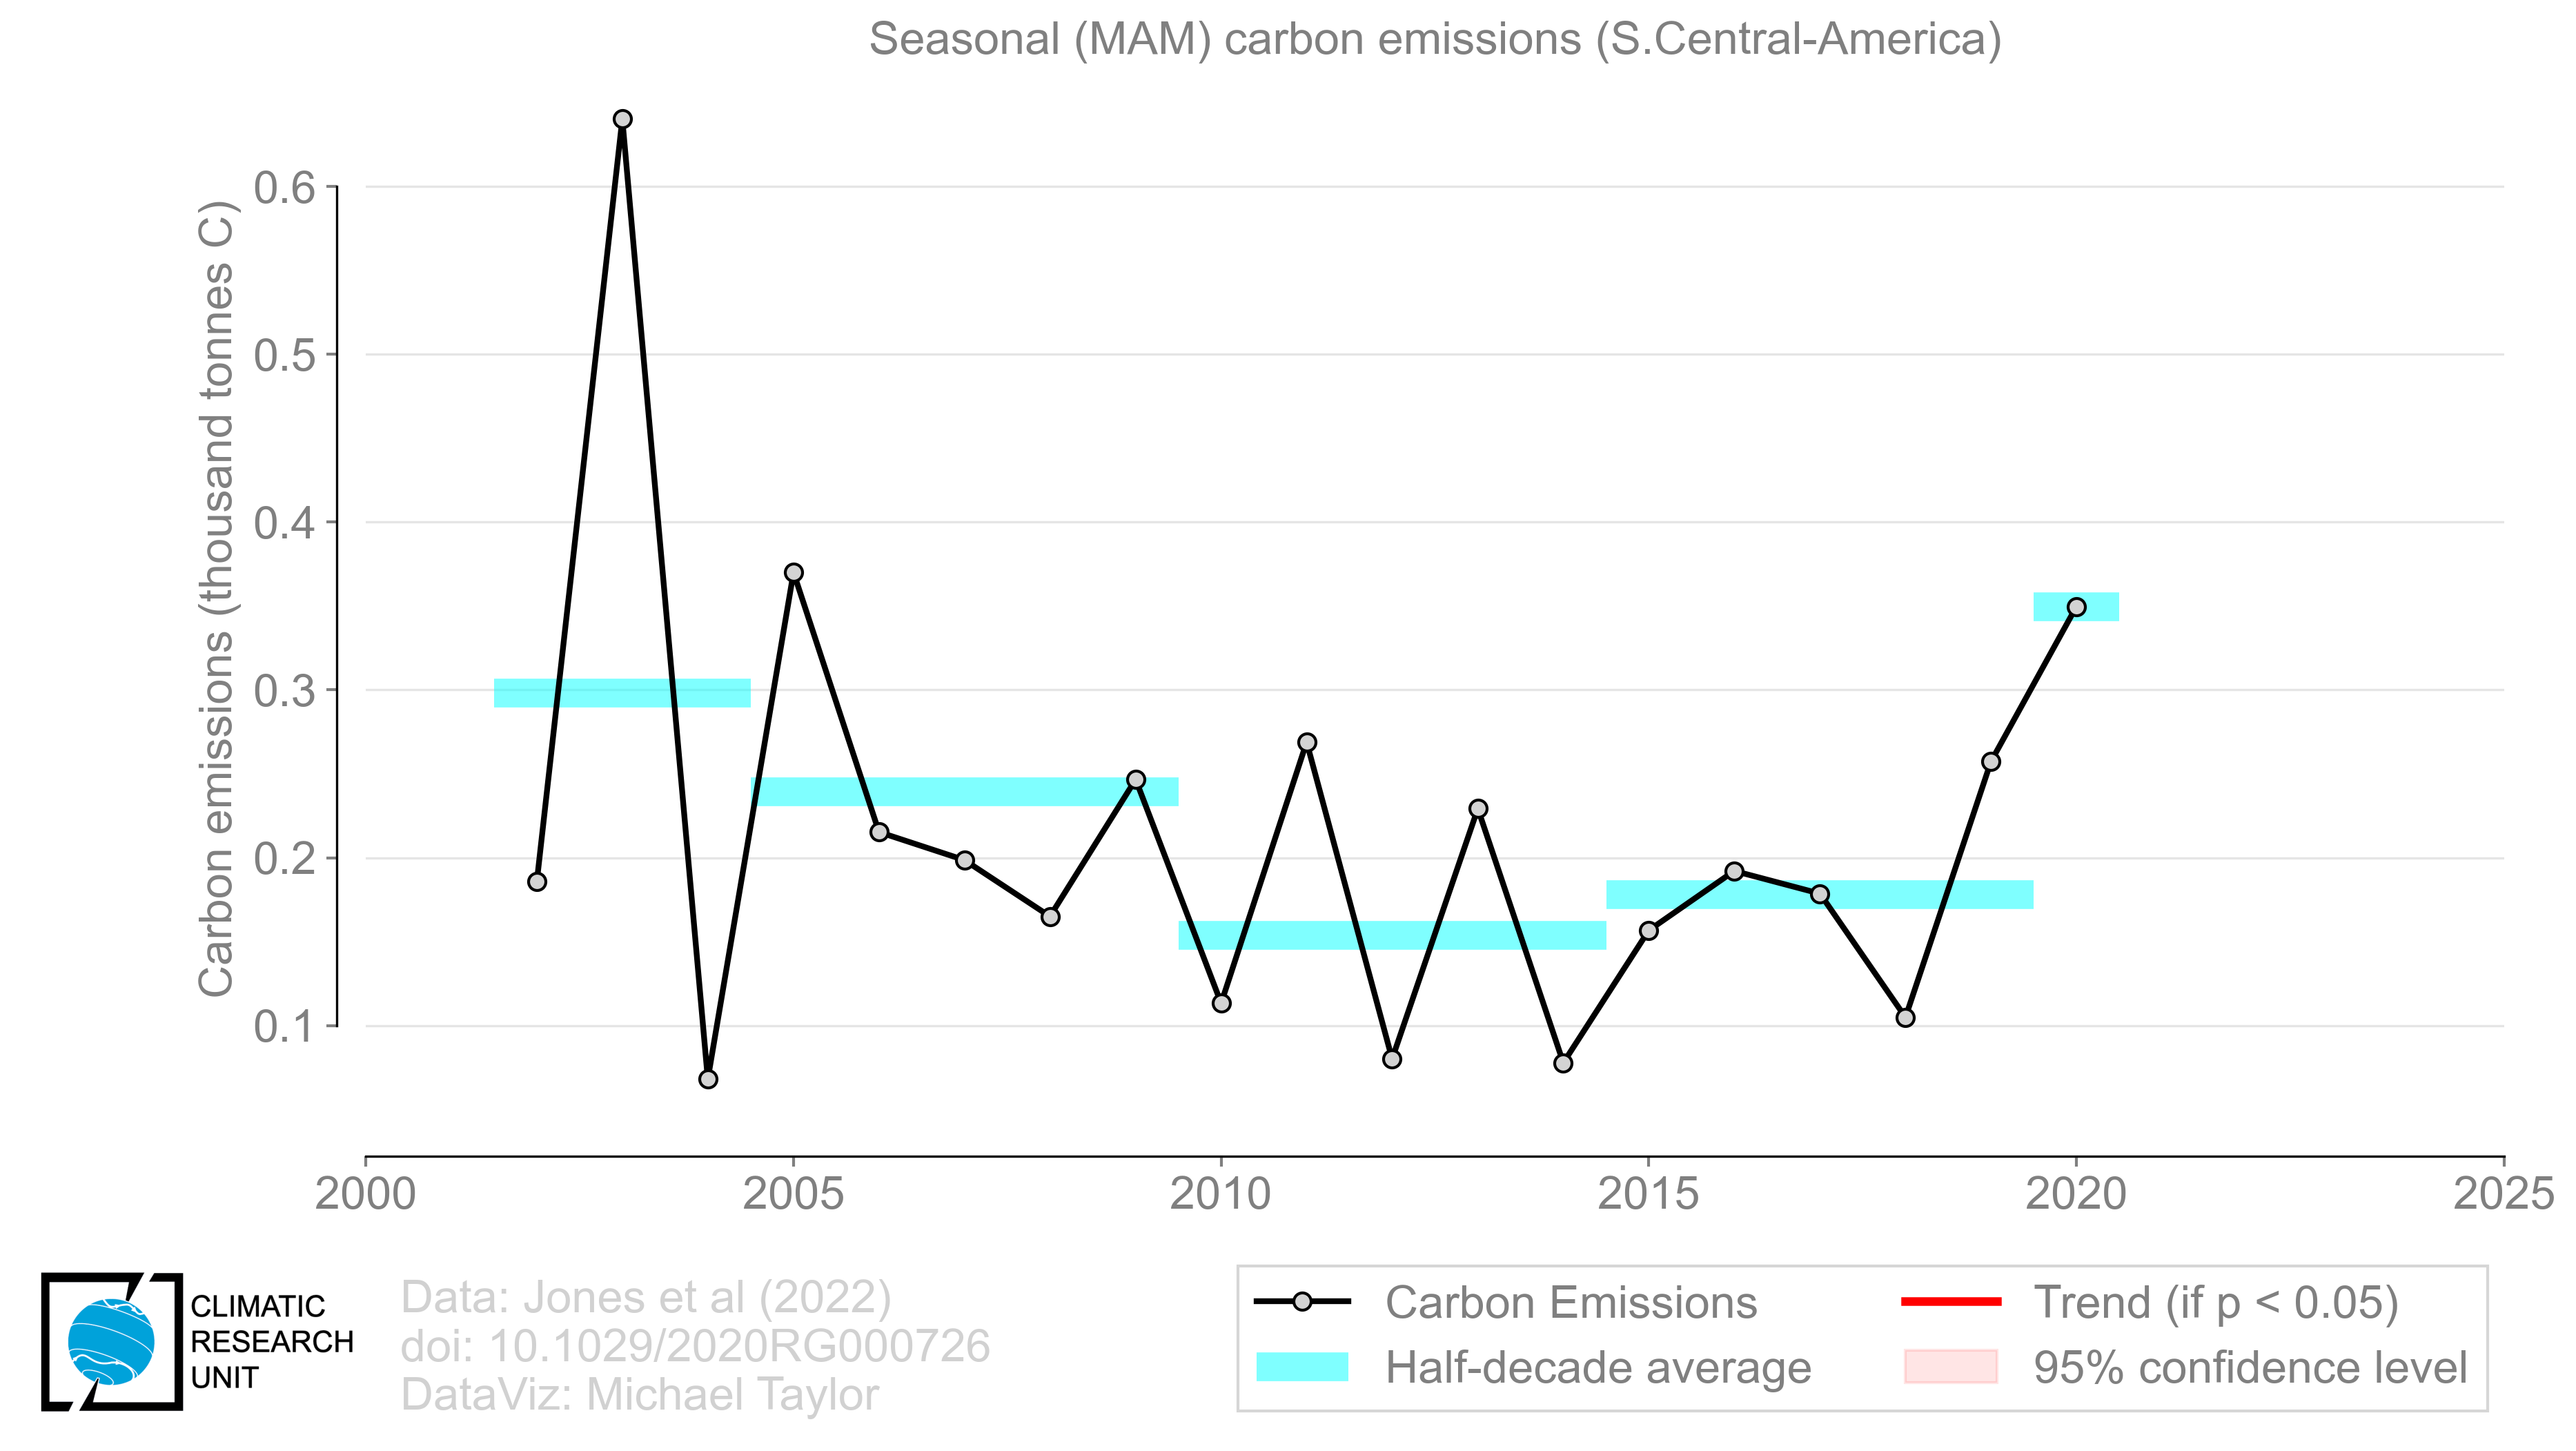 Seasonal (MAM) carbon emissions (S.Central-America)
Carbon emissions (thousand tonnes C)
0.6
0.5
0.4
0.3
0.2
0.1
2000 2005 2010 2015 2020 2025
CLIMATIC
RESEARCH
UNIT
Data: Jones et al (2022)
doi: 10.1029/2020RG000726
DataViz: Michael Taylor
Carbon Emissions
Half-decade average
Trend (if p < 0.05)
95% confidence level